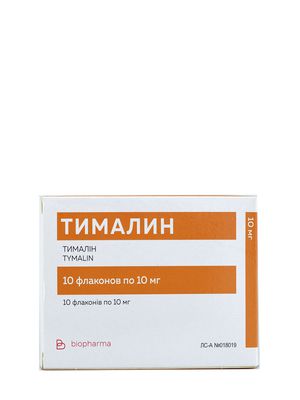 ТИМАЛИН
ТИМАЛІН
TYMALIN
10 флаконов по 10 мг
10 флаконів по 10 мг
biopharma
ЛС-А №018019
10 мг